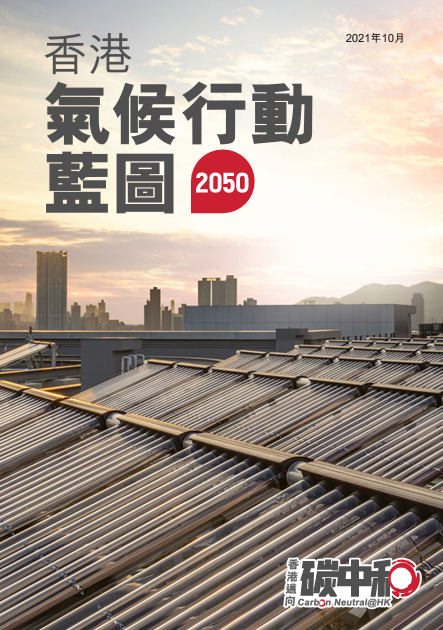 2021年10月
香港
氣候行動
藍圖 2050
香港邁向
碳中和
Carbon Neutral@HK